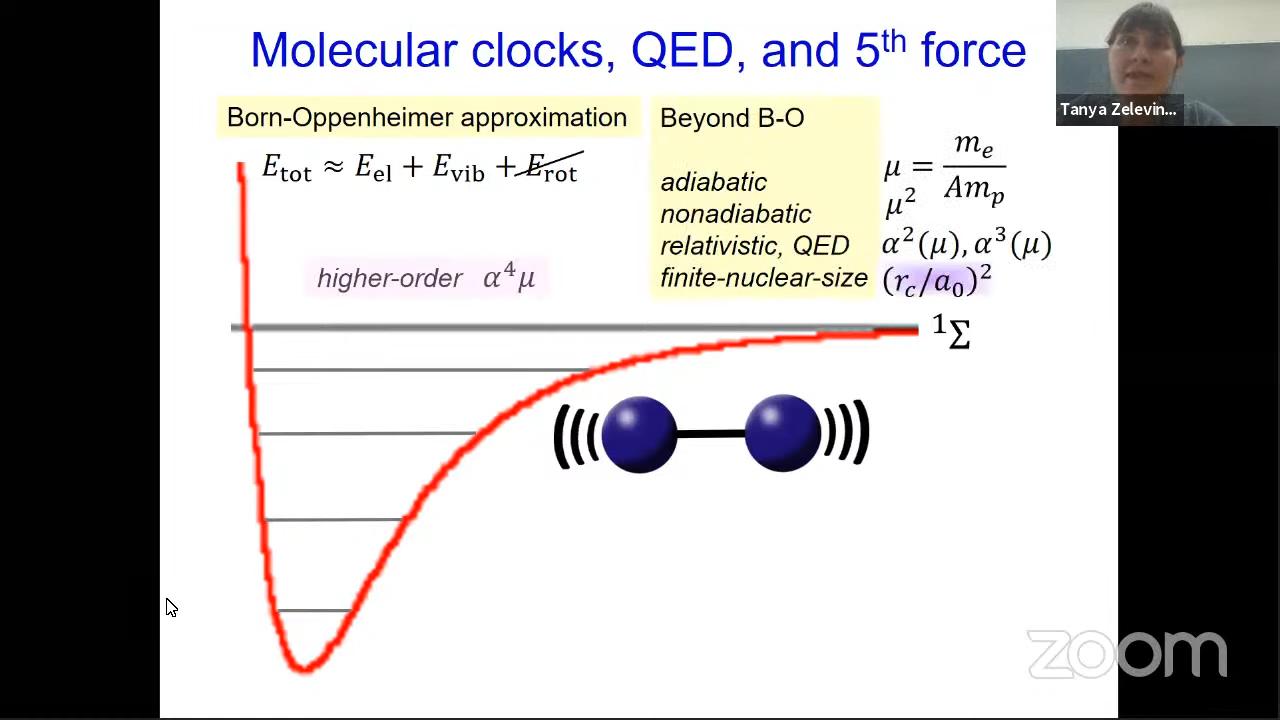 Molecular clocks, QED, and 5th force
Tanya Zelevin...
Born-Oppenheimer approximation
E_tot ≈ E_el + E_vib + E_rot
Beyond B-O
adiabatic μ = m_e / Am_p
nonadiabatic μ²
relativistic, QED α²(μ), α³(μ)
finite-nuclear-size (r_c/a_0)²
higher-order α⁴μ
¹Σ
zoom